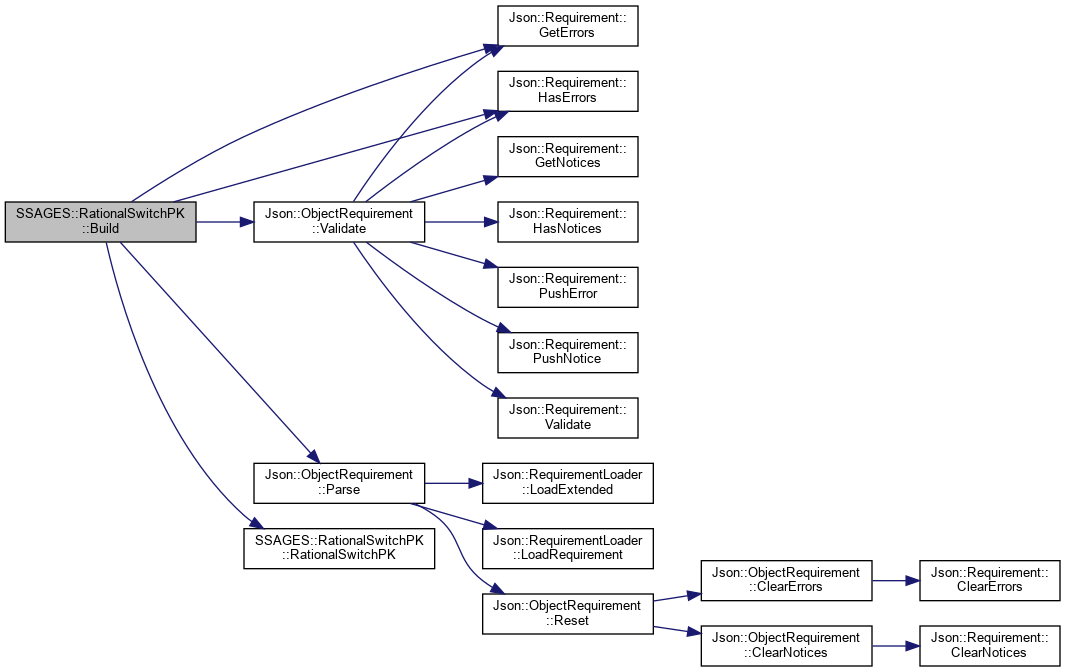 SSAGES::RationalSwitchPK
::Build
Json::Requirement::
GetErrors
Json::Requirement::
HasErrors
Json::Requirement::
GetNotices
Json::ObjectRequirement
::Validate
Json::Requirement::
HasNotices
Json::Requirement::
PushError
Json::Requirement::
PushNotice
Json::Requirement::
Validate
Json::ObjectRequirement
::Parse
Json::RequirementLoader
::LoadExtended
SSAGES::RationalSwitchPK
::RationalSwitchPK
Json::RequirementLoader
::LoadRequirement
Json::ObjectRequirement
::Reset
Json::ObjectRequirement
::ClearErrors
Json::Requirement::
ClearErrors
Json::ObjectRequirement
::ClearNotices
Json::Requirement::
ClearNotices